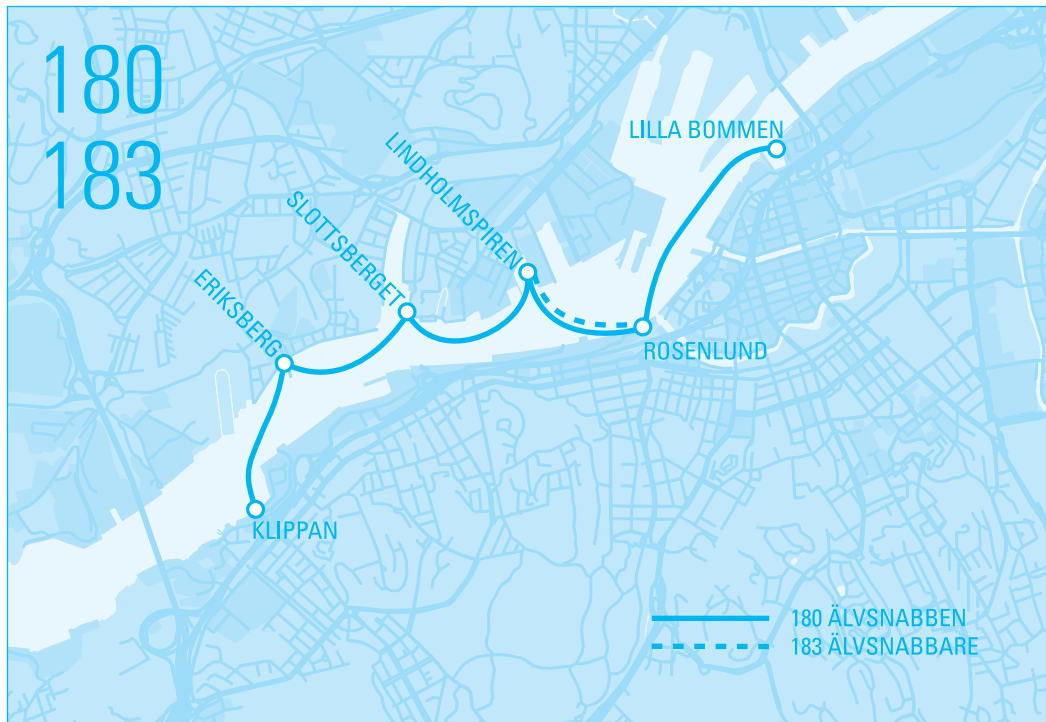 180
183
LILLA BOMMEN
LINDHOLMSPIREN
SLOTTSBERGET
ERIKSBERG
ROSENLUND
KLIPPAN
180 ÄLVSNABBEN
183 ÄLVSNABBARE